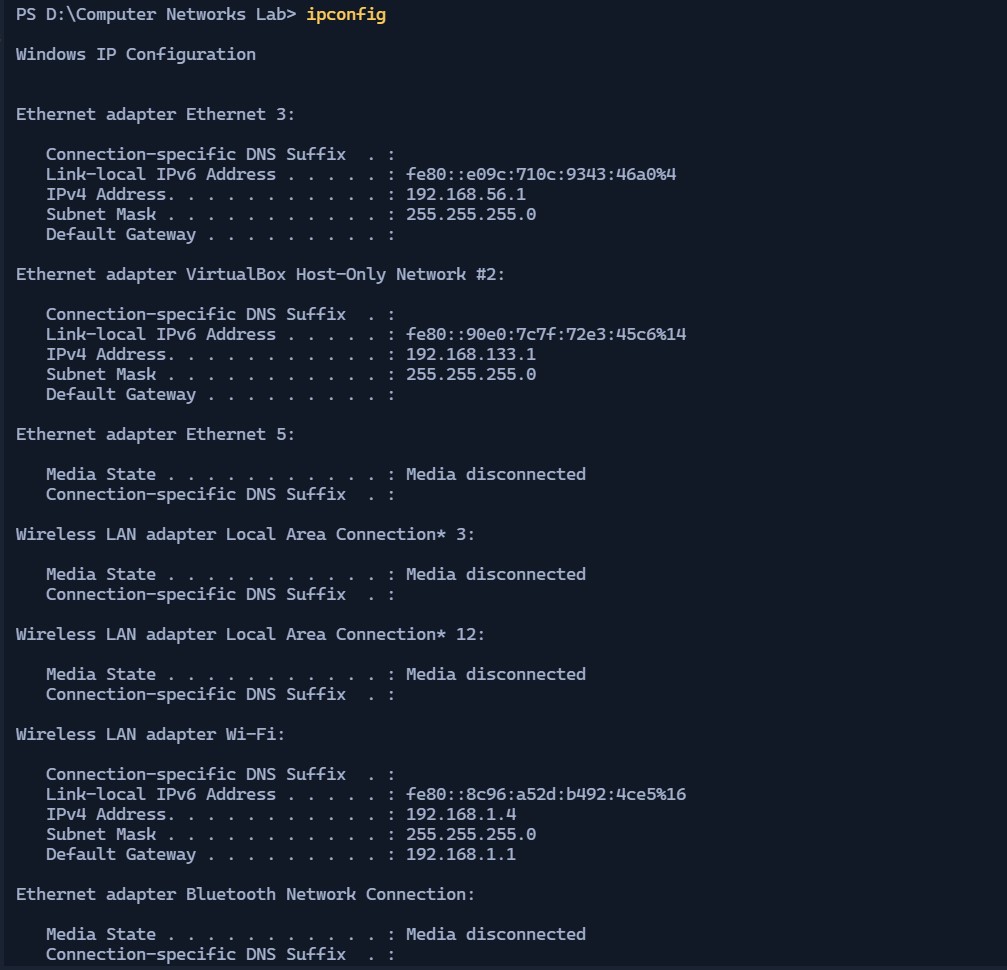 PS D:\Computer Networks Lab> ipconfig
Windows IP Configuration
Ethernet adapter Ethernet 3:
Connection-specific DNS Suffix  . :
Link-local IPv6 Address . . . . . : fe80::e09c:710c:9343:46a0%4
IPv4 Address. . . . . . . . . . . : 192.168.56.1
Subnet Mask . . . . . . . . . . . : 255.255.255.0
Default Gateway . . . . . . . . . :
Ethernet adapter VirtualBox Host-Only Network #2:
Connection-specific DNS Suffix  . :
Link-local IPv6 Address . . . . . : fe80::90e0:7c7f:72e3:45c6%14
IPv4 Address. . . . . . . . . . . : 192.168.133.1
Subnet Mask . . . . . . . . . . . : 255.255.255.0
Default Gateway . . . . . . . . . :
Ethernet adapter Ethernet 5:
Media State . . . . . . . . . . . : Media disconnected
Connection-specific DNS Suffix  . :
Wireless LAN adapter Local Area Connection* 3:
Media State . . . . . . . . . . . : Media disconnected
Connection-specific DNS Suffix  . :
Wireless LAN adapter Local Area Connection* 12:
Media State . . . . . . . . . . . : Media disconnected
Connection-specific DNS Suffix  . :
Wireless LAN adapter Wi-Fi:
Connection-specific DNS Suffix  . :
Link-local IPv6 Address . . . . . : fe80::8c96:a52d:b492:4ce5%16
IPv4 Address. . . . . . . . . . . : 192.168.1.4
Subnet Mask . . . . . . . . . . . : 255.255.255.0
Default Gateway . . . . . . . . . : 192.168.1.1
Ethernet adapter Bluetooth Network Connection:
Media State . . . . . . . . . . . : Media disconnected
Connection-specific DNS Suffix  . :